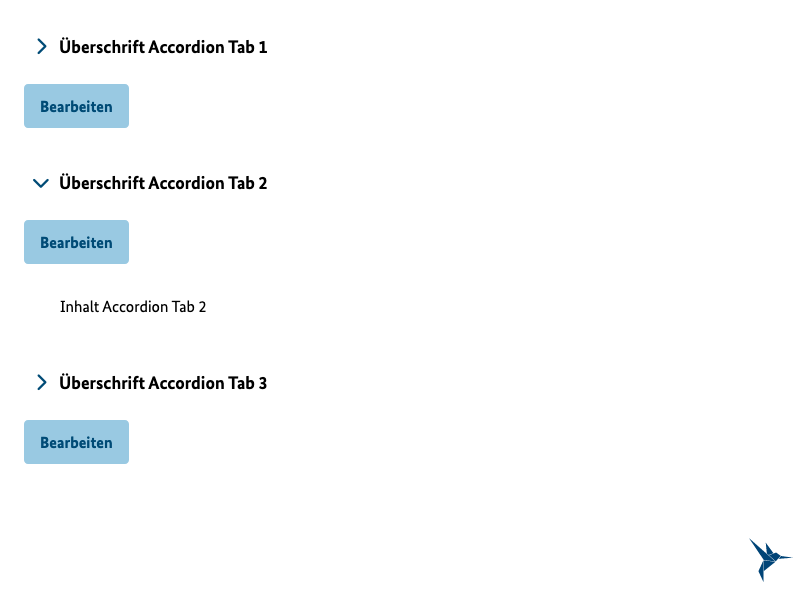 Überschrift Accordion Tab 1
Bearbeiten
Überschrift Accordion Tab 2
Bearbeiten
Inhalt Accordion Tab 2
Überschrift Accordion Tab 3
Bearbeiten